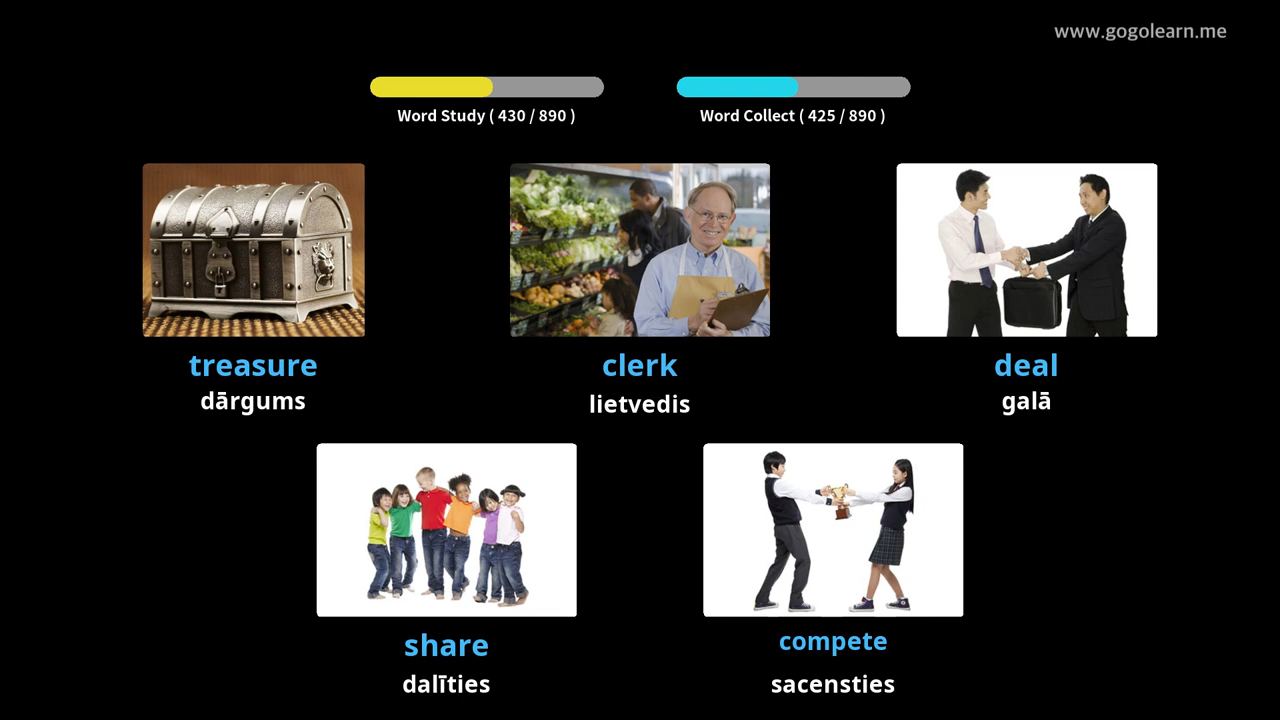 www.gogolearn.me
Word Study ( 430 / 890 )
Word Collect ( 425 / 890 )
treasure
dārgums
clerk
lietvedis
deal
galā
share
dalīties
compete
sacensties